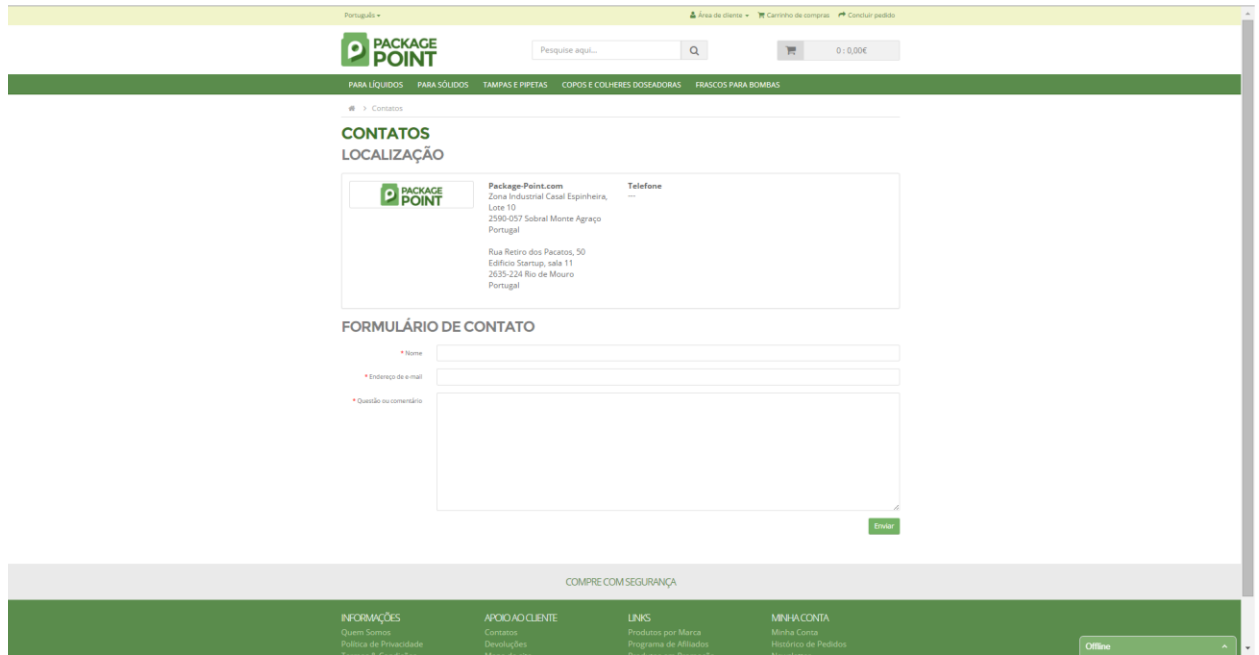 Português
Área de cliente
Carrinho de compras
Concluir pedido
PACKAGE
POINT
Pesquise aqui...
0 : 0,00€
PARA LÍQUIDOS PARA SÓLIDOS TAMPAS E PIPETAS COPOS E COLHERES DOSEADORAS FRASCOS PARA BOMBAS
> Contatos
CONTATOS
LOCALIZAÇÃO
PACKAGE
POINT
Package-Point.com
Zona Industrial Casal Espinheira,
Lote 10
2590-057 Sobral Monte Agraço
Portugal
Rua Retiro dos Pacatos, 50
Edificio Startup, sala 11
2635-224 Rio de Mouro
Portugal
Telefone
---
FORMULÁRIO DE CONTATO
* Nome
* Endereço de e-mail
* Questão ou comentário
Enviar
COMPRE COM SEGURANÇA
INFORMAÇÕES
Quem Somos
Política de Privacidade
APOIO AO CLIENTE
Contatos
Devoluções
LINKS
Produtos por Marca
Programa de Afiliados
MINHA CONTA
Minha Conta
Histórico de Pedidos
Offline